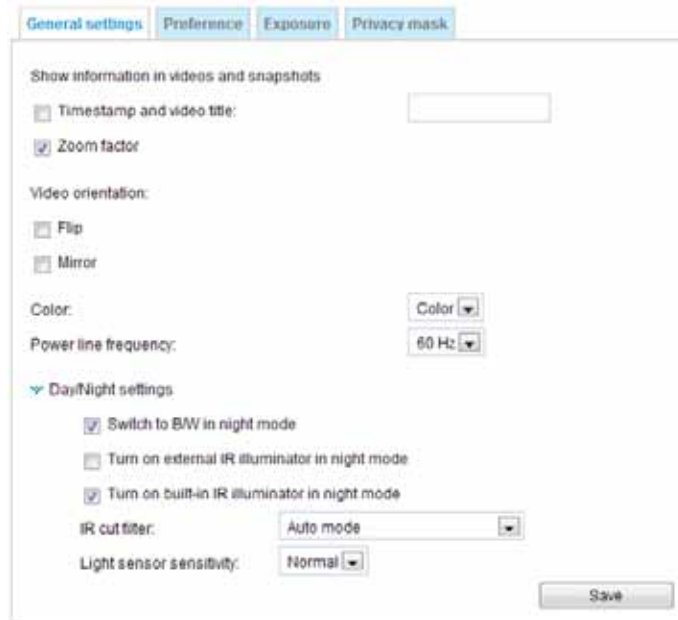 General settings Preference Exposure Privacy mask
Show information in videos and snapshots
Timestamp and video title:
Zoom factor
Video orientation:
Flip
Mirror
Color: Color
Power line frequency: 60 Hz
Day/Night settings
Switch to B/W in night mode
Turn on external IR illuminator in night mode
Turn on built-in IR illuminator in night mode
IR cut filter: Auto mode
Light sensor sensitivity: Normal
Save